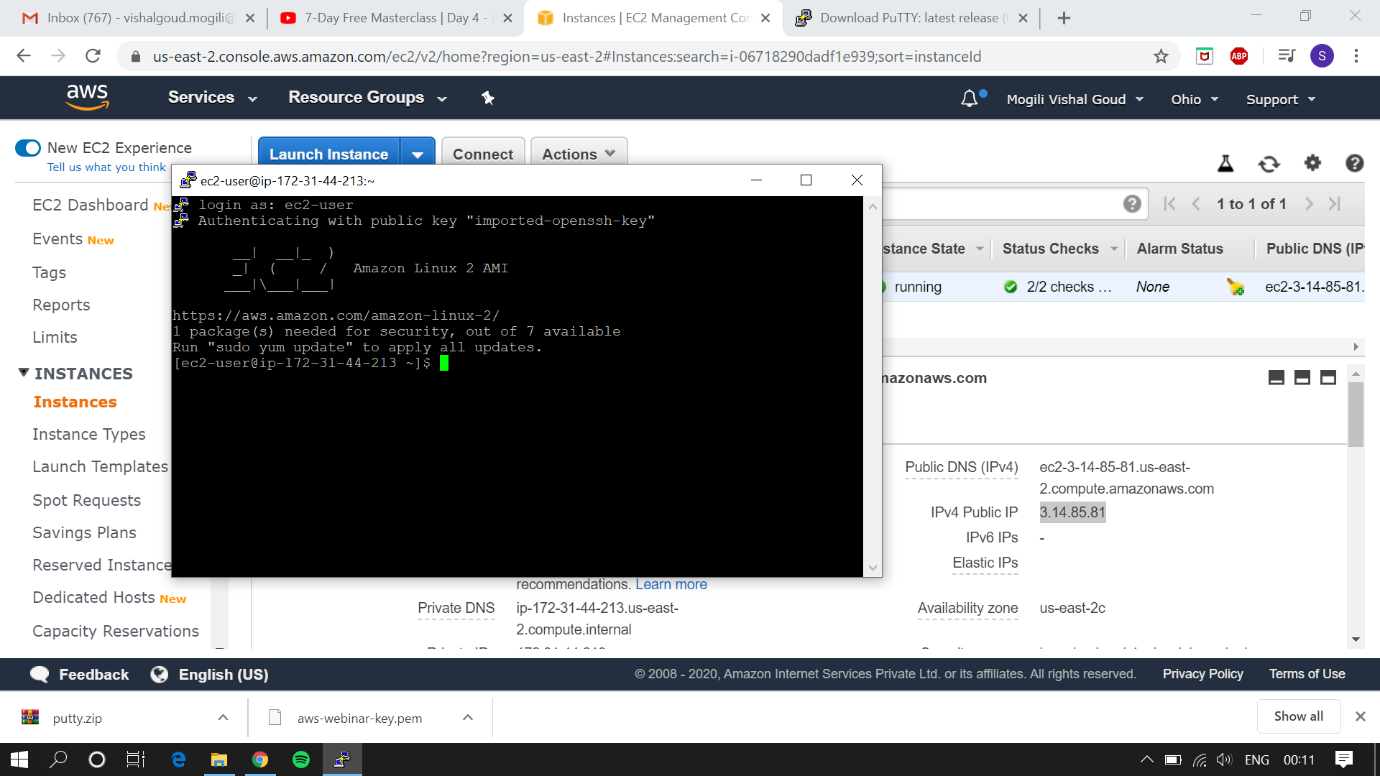 Inbox (767) - vishalgoud.mogili@
7-Day Free Masterclass | Day 4 -
Instances | EC2 Management Con
Download PuTTY: latest release (
us-east-2.console.aws.amazon.com/ec2/v2/home?region=us-east-2#Instances:search=i-06718290dadf1e939;sort=instanceId
ABP
S
aws
Services
Resource Groups
Mogili Vishal Goud
Ohio
Support
New EC2 Experience
Tell us what you think
Launch Instance
Connect
Actions
EC2 Dashboard
Events New
Tags
Reports
Limits
INSTANCES
Instances
Instance Types
Launch Templates
Spot Requests
Savings Plans
Reserved Instance
Dedicated Hosts New
Capacity Reservations
ec2-user@ip-172-31-44-213:~
login as: ec2-user
Authenticating with public key "imported-openssh-key"
__|  __|_  )
_|  (     /   Amazon Linux 2 AMI
___|\___|___|
https://aws.amazon.com/amazon-linux-2/
1 package(s) needed for security, out of 7 available
Run "sudo yum update" to apply all updates.
[ec2-user@ip-172-31-44-213 ~]$
1 to 1 of 1
stance State
Status Checks
Alarm Status
Public DNS (IP
running
2/2 checks ...
None
ec2-3-14-85-81.
nazonaws.com
Public DNS (IPv4)
ec2-3-14-85-81.us-east-
2.compute.amazonaws.com
IPv4 Public IP
3.14.85.81
IPv6 IPs
-
Elastic IPs
recommendations. Learn more
Private DNS
ip-172-31-44-213.us-east-
2.compute.internal
Availability zone
us-east-2c
Feedback
English (US)
© 2008 - 2020, Amazon Internet Services Private Ltd. or its affiliates. All rights reserved.
Privacy Policy
Terms of Use
putty.zip
aws-webinar-key.pem
Show all
ENG
00:11